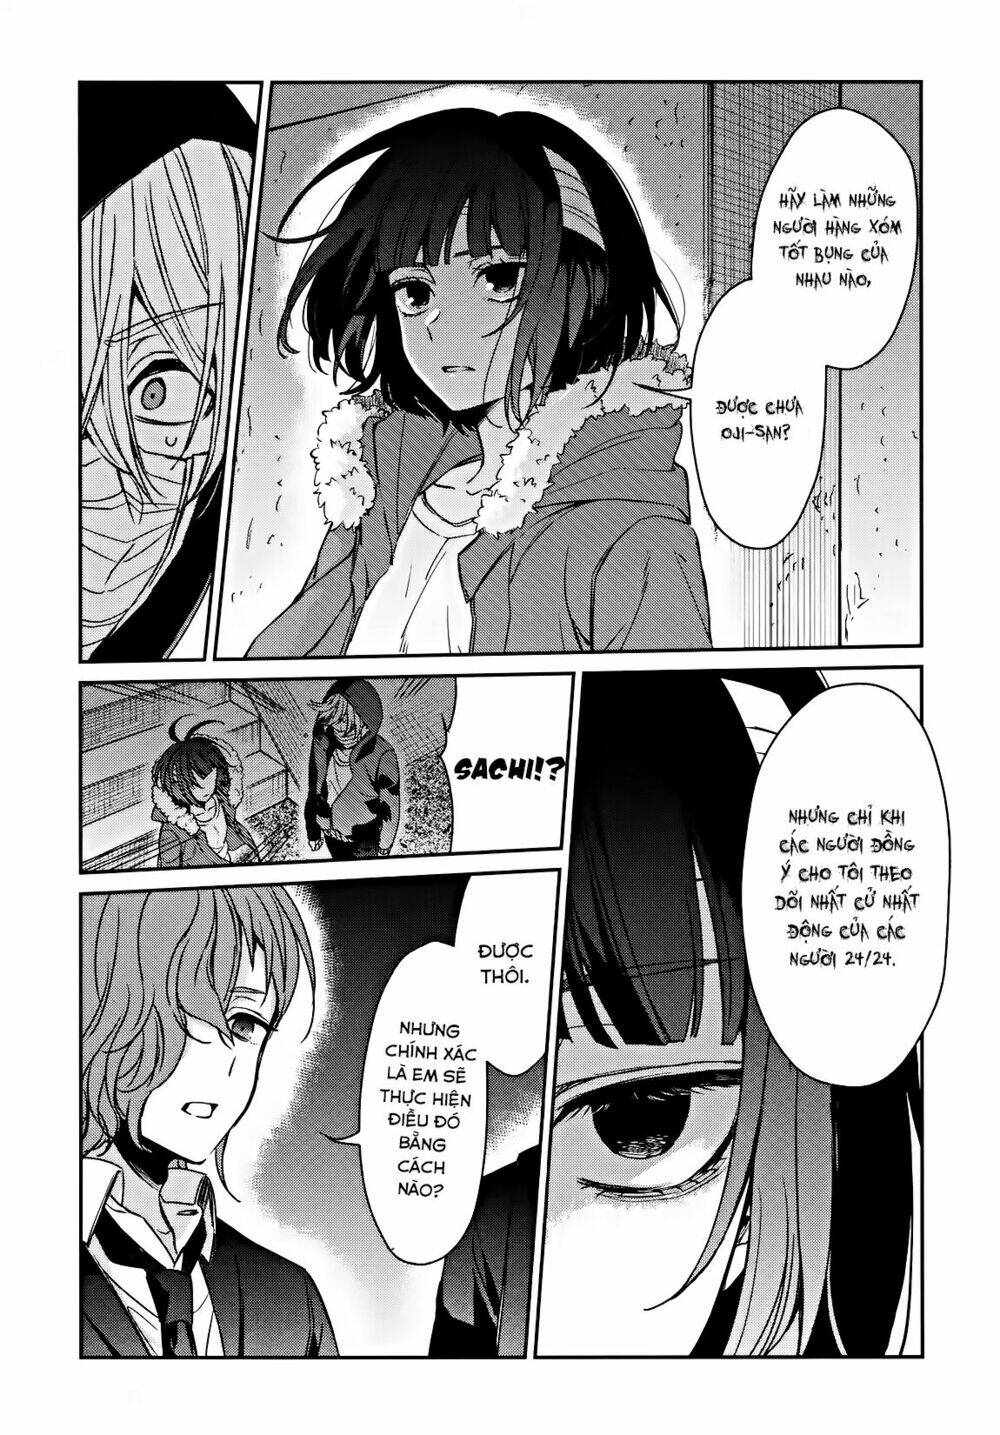 HÃY LÀM NHỮNG
NGƯỜI HÀNG XÓM
TỐT BỤNG CỦA
NHAU NÀO,
ĐƯỢC CHƯA
OJI-SAN?
NHƯNG CHỈ KHI
CÁC NGƯỜI ĐỒNG
Ý CHO TÔI THEO
DÕI NHẤT CỬ NHẤT
ĐỘNG CỦA CÁC
NGƯỜI 24/24.
SACHI!?
ĐƯỢC
THÔI.
NHƯNG
CHÍNH XÁC
LÀ EM SẼ
THỰC HIỆN
ĐIỀU ĐÓ
BẰNG
CÁCH
NÀO?